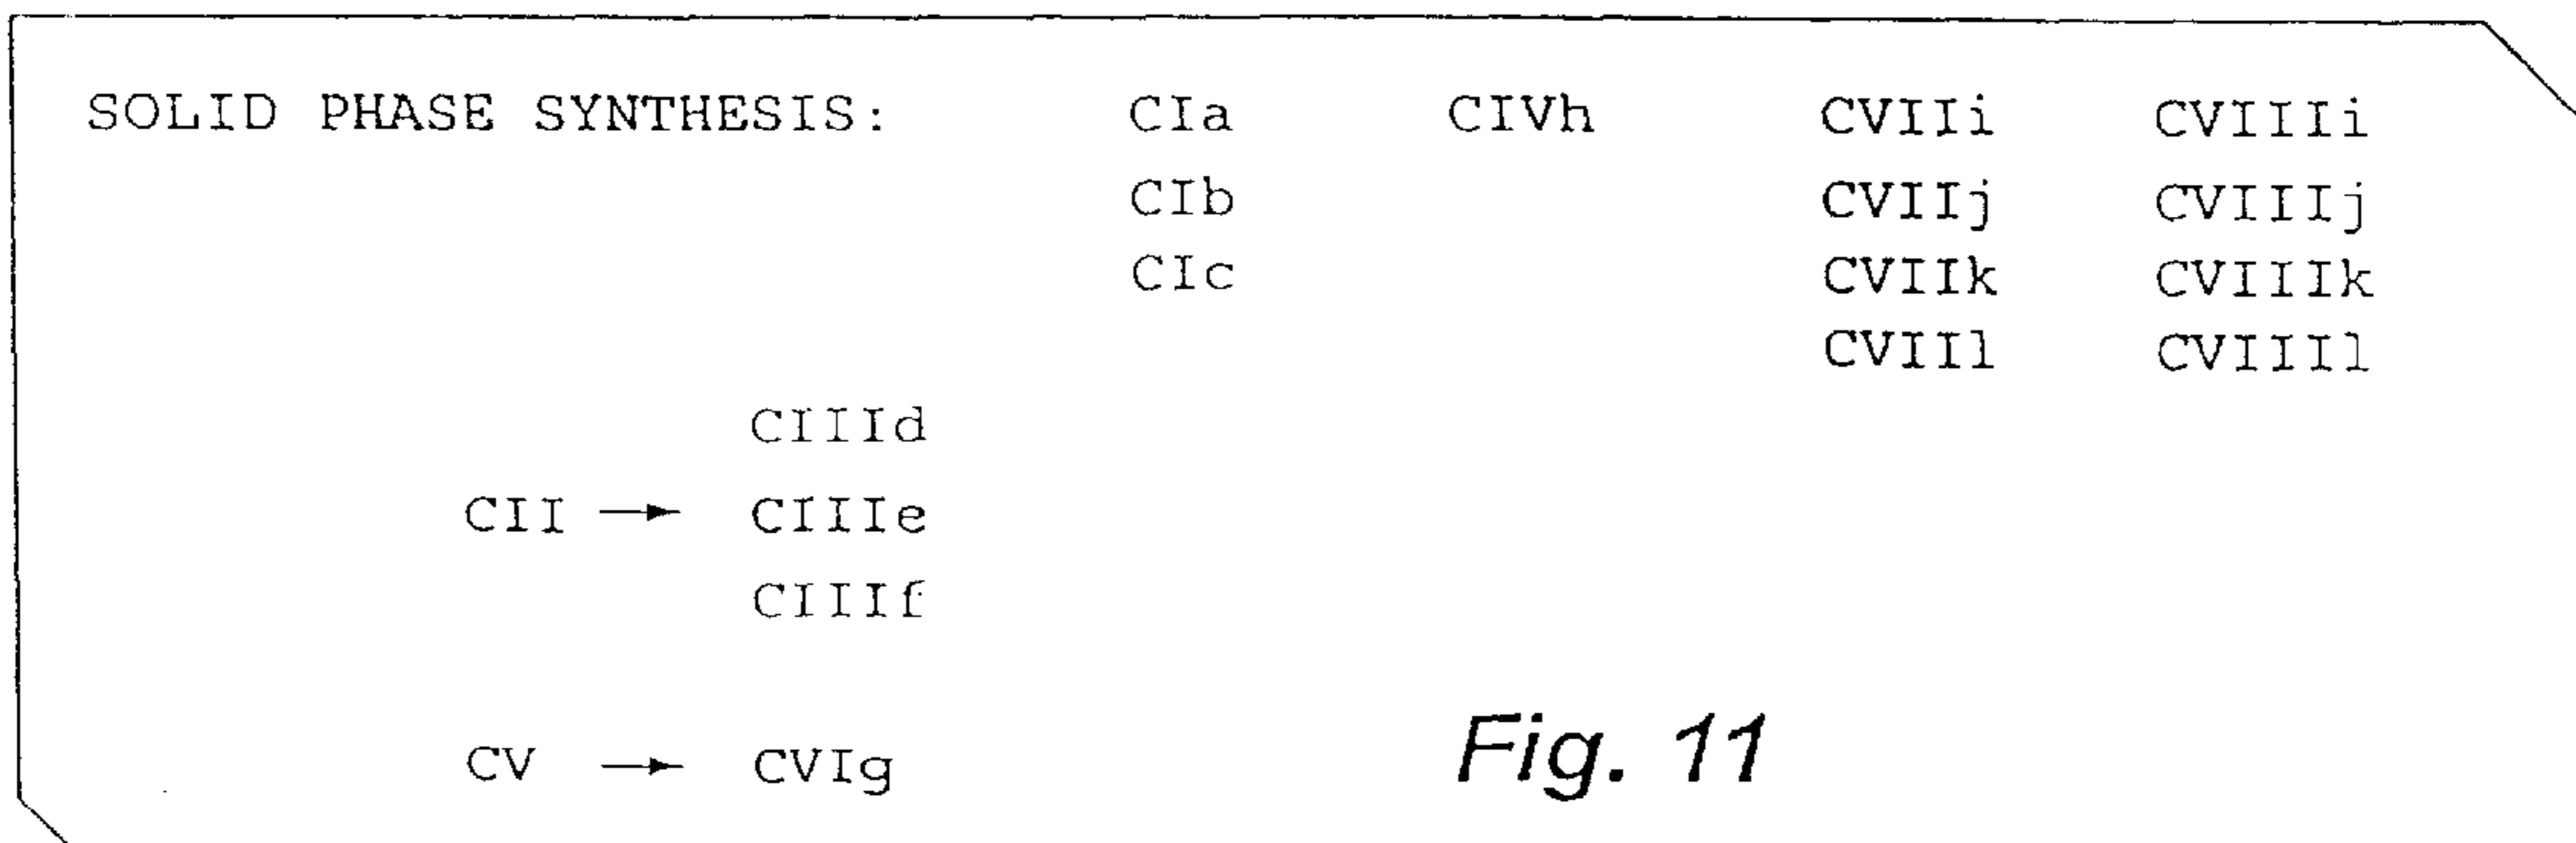 SOLID PHASE SYNTHESIS: CIa CIVh CVIIi CVIIIi
CIb CVIIj CVIIIj
CIc CVIIk CVIIIk
CVIIl CVIIIl
CIIId
CII → CIIIe
CIIIf
CV → CVIg
Fig. 11